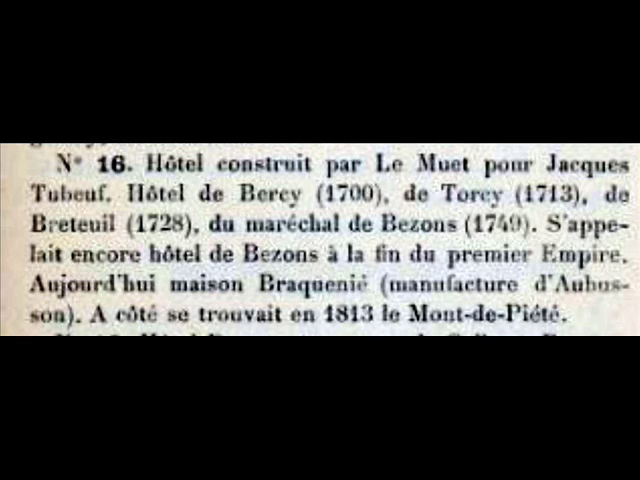 N° 16. Hôtel construit par Le Muet pour Jacques
Tubeuf. Hôtel de Bercy (1700), de Torcy (1713), de
Breteuil (1728), du maréchal de Bezons (1749). S'appe-
lait encore hôtel de Bezons à la fin du premier Empire.
Aujourd'hui maison Braquenié (manufacture d'Aubus-
son). A côté se trouvait en 1813 le Mont-de-Piété.